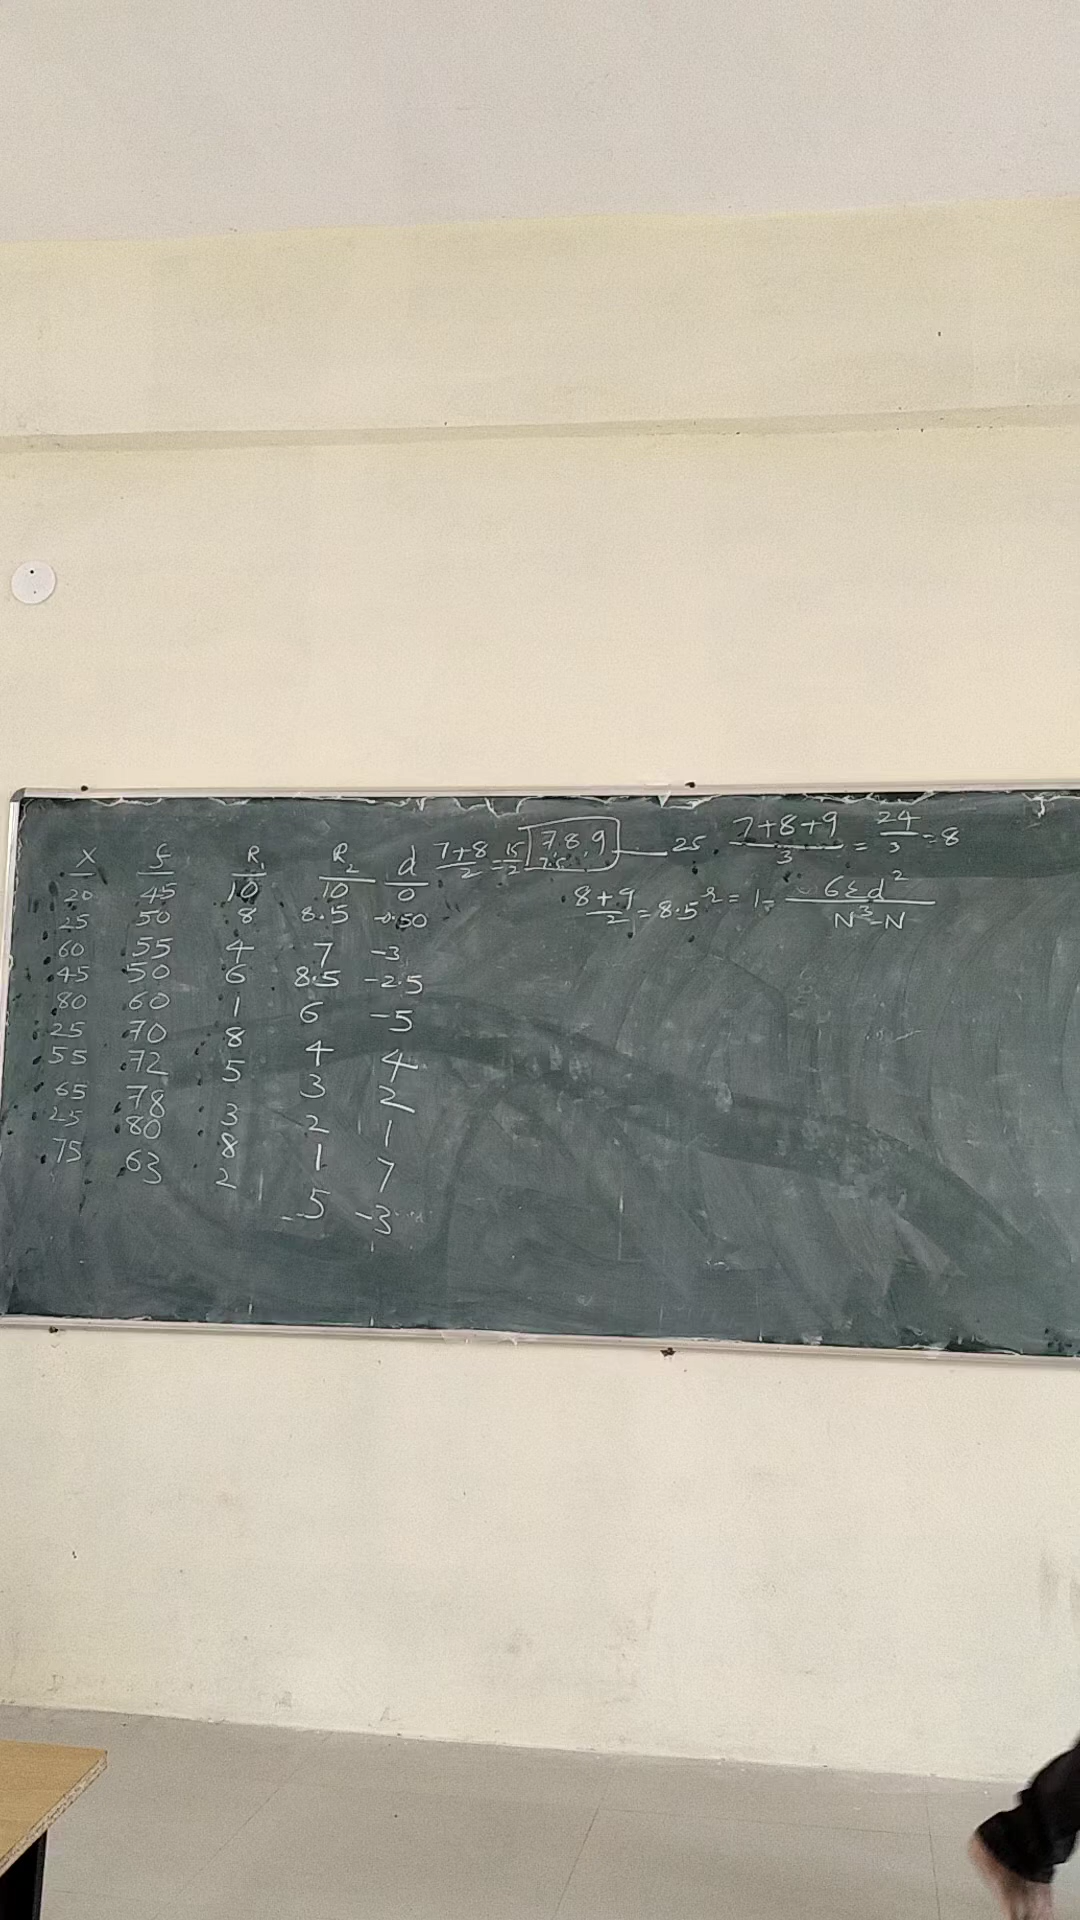 X f R₁ R₂ d 7+8/2 = 15/2 7.8,9 25 7+8+9/3 = 24/3 = 8
7.5
20 45 10 10 0
8+9/2 = 8.5 r = 1- 6Σd²/N³-N
25 50 8 8.5 -0.50
60 55 4 7 -3
45 50 6 8.5 -2.5
80 60 1 6 -5
25 70 8 4 4
55 72 5 3 2
65 78 3 2 1
25 80 8 1 7
75 63 2 5 -3